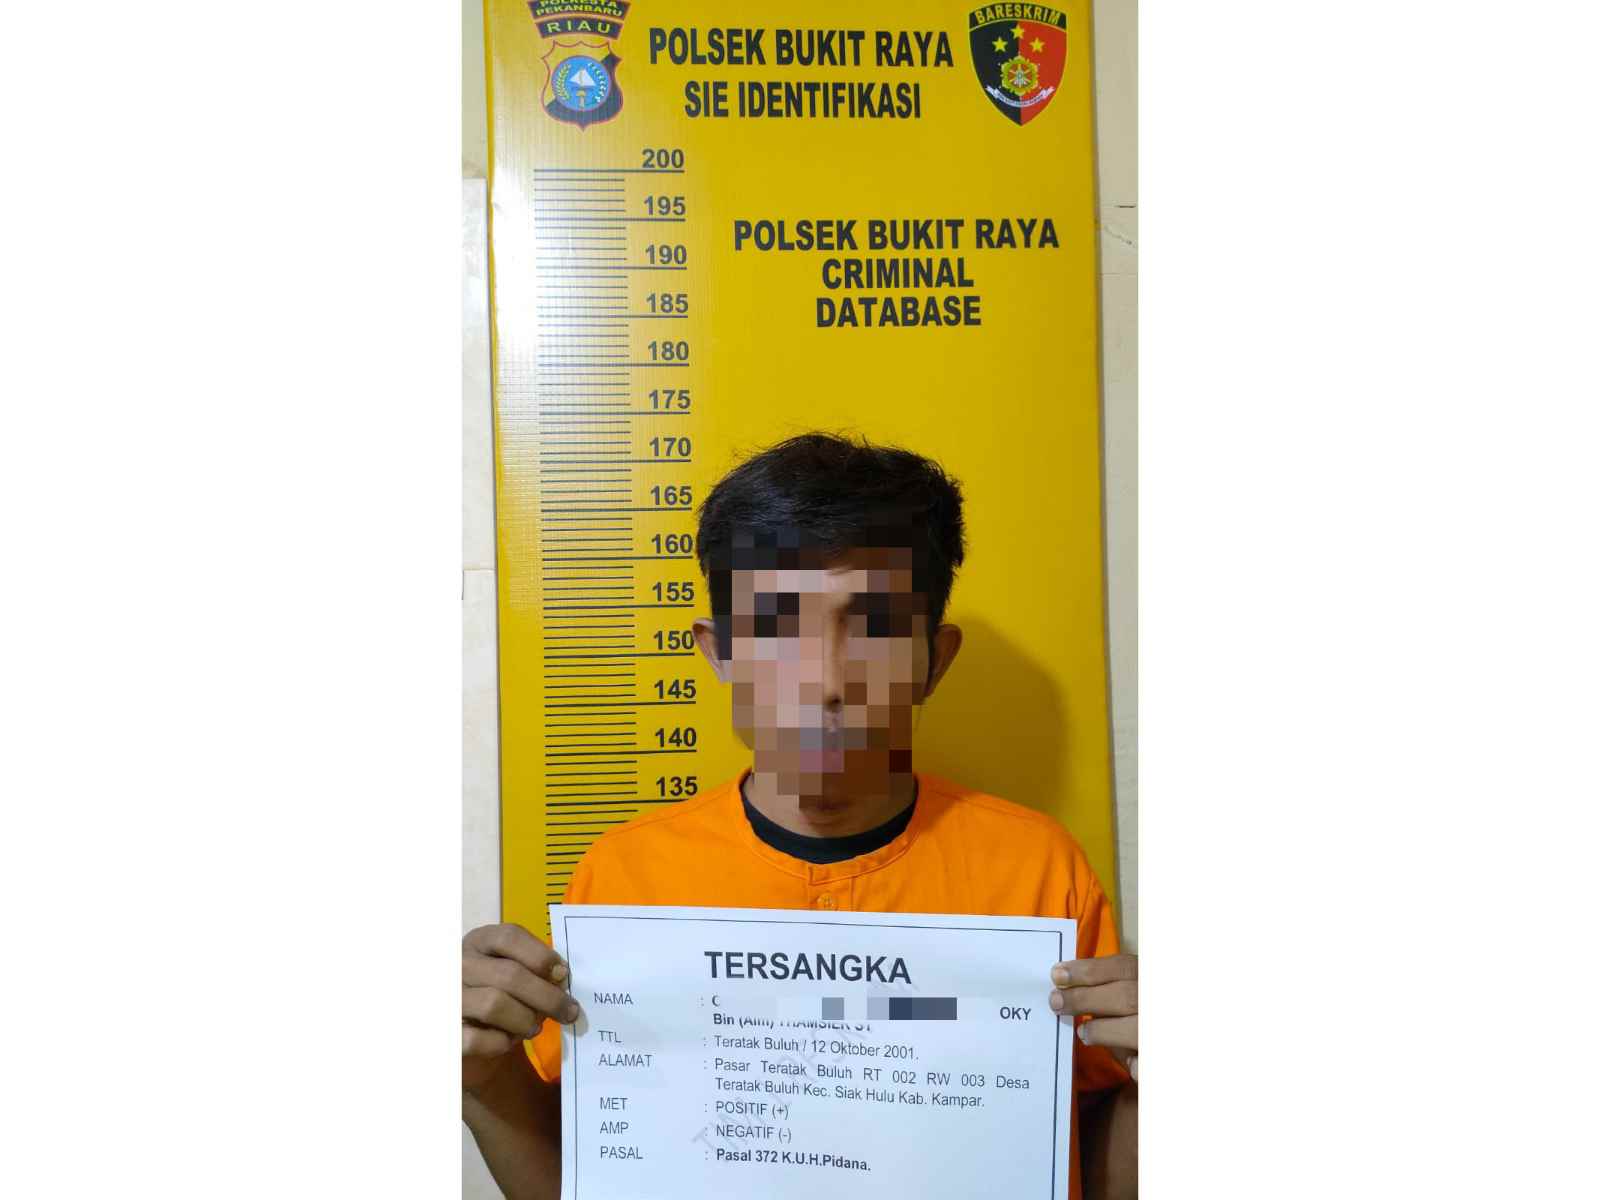 POLRESTA
PEKANBARU
RIAU
BARESKRIM
POLSEK BUKIT RAYA
SIE IDENTIFIKASI
200
195
190
185
180
175
170
165
160
155
150
145
140
135
POLSEK BUKIT RAYA
CRIMINAL
DATABASE
TERSANGKA
NAMA : OKY
Bin (Alm)
TTL : Teratak Buluh / 12 Oktober 2001.
ALAMAT : Pasar Teratak Buluh RT 002 RW 003 Desa
Teratak Buluh Kec. Siak Hulu Kab. Kampar.
MET : POSITIF (+)
AMP : NEGATIF (-)
PASAL : Pasal 372 K.U.H.Pidana.